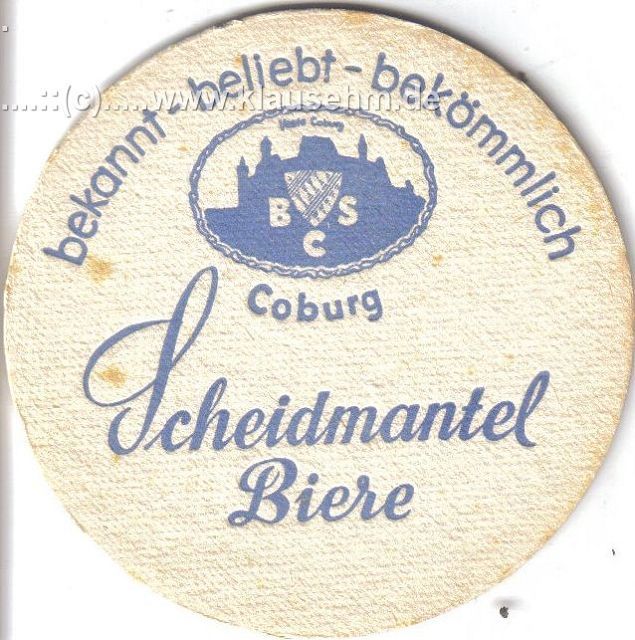 bekannt - beliebt - bekömmlich
.....::(c).....www.klausehm.de
Veste Coburg
B S
C
Coburg
Scheidmantel
Biere